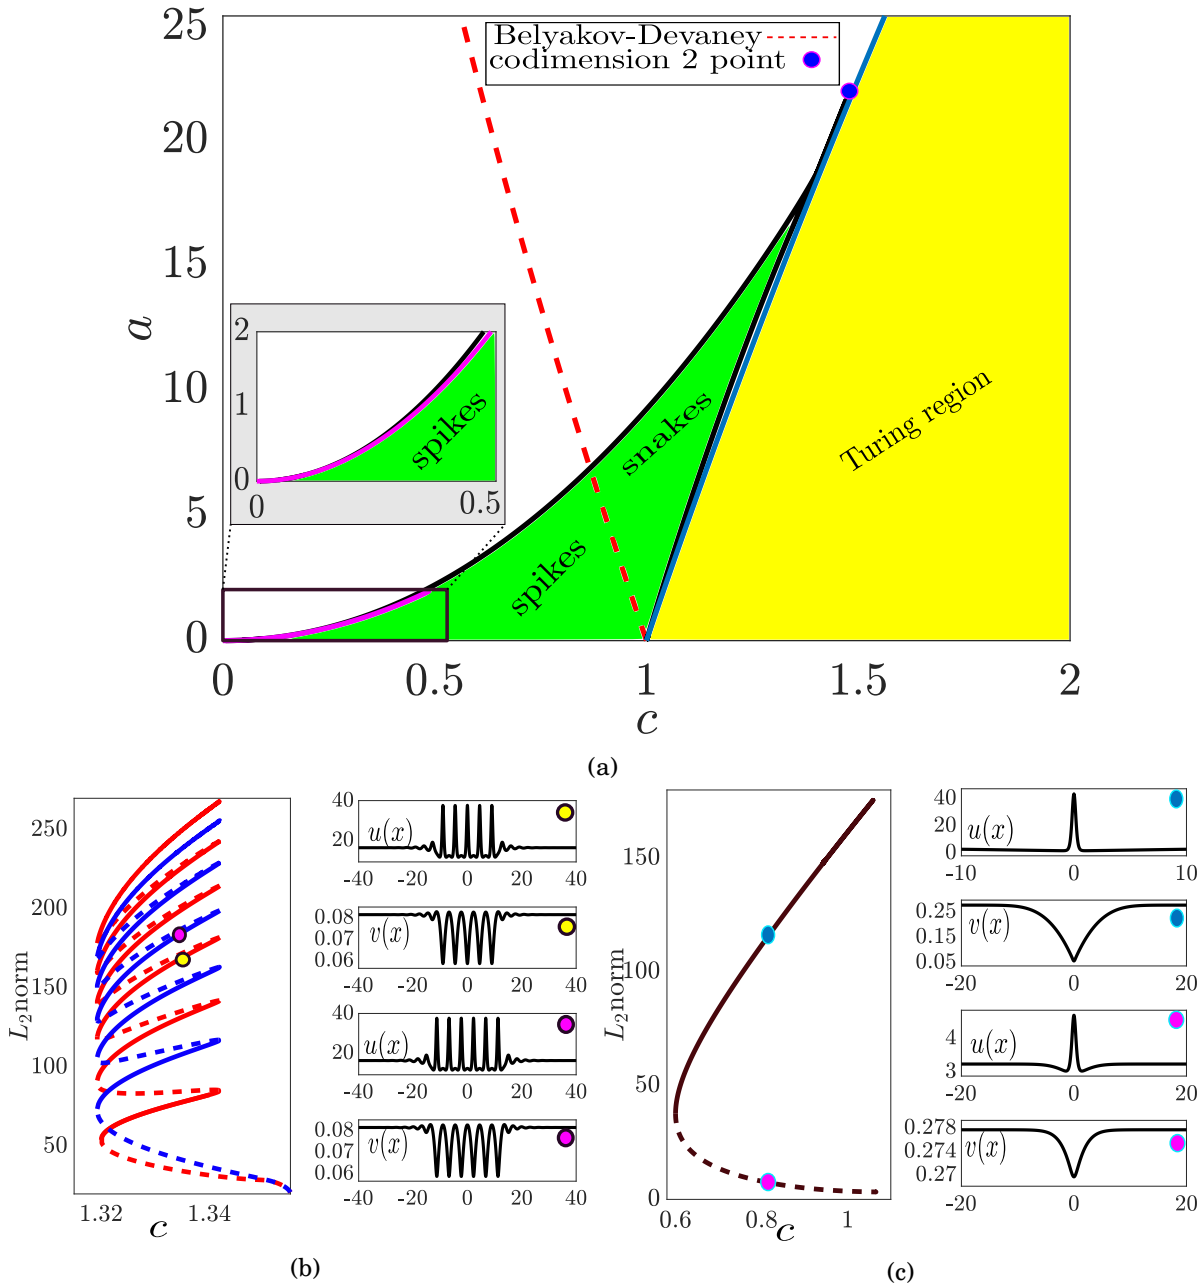 25
Belyakov-Devaney
codimension 2 point
20
15
a
10
5
0
2
1
0
0
0.5
spikes
spikes
snakes
Turing region
0
0.5
1
1.5
2
c
(a)
250
200
150
100
50
L₂norm
1.32
1.34
c
40
20
u(x)
-40 -20 0 20 40
0.08
0.07
0.06
v(x)
-40 -20 0 20 40
40
20
u(x)
-40 -20 0 20 40
0.08
0.07
0.06
v(x)
-40 -20 0 20 40
(b)
150
100
50
0
L₂norm
0.6 0.8 1
c
40
20
0
u(x)
-10 0 10
0.25
0.15
0.05
v(x)
-20 0 20
4
3
u(x)
-20 0 20
0.278
0.274
0.27
v(x)
-20 0 20
(c)